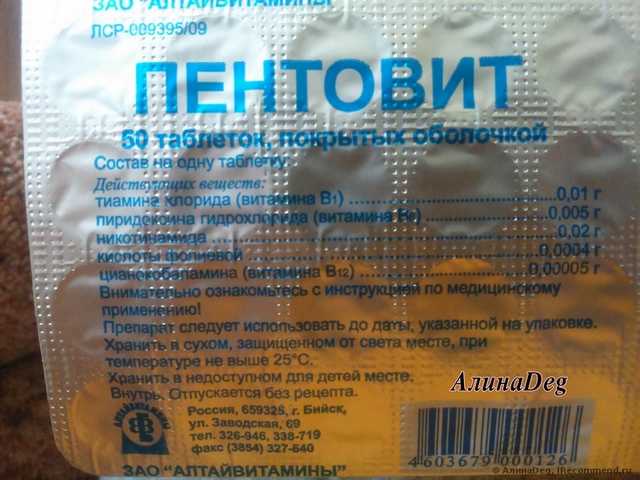 ЗАО "АЛТАЙВИТАМИНЫ"
ЛСР-009395/09
ПЕНТОВИТ
50 таблеток, покрытых оболочкой
Состав на одну таблетку:
Действующих веществ:
тиамина хлорида (витамина В1) ........ 0,01 г
пиридоксина гидрохлорида (витамина В6) ........ 0,005 г
никотинамида ........ 0,02 г
кислоты фолиевой ........ 0,0004 г
цианокобаламина (витамина В12) ........ 0,00005 г
Внимательно ознакомьтесь с инструкцией по медицинскому
применению!
Препарат следует использовать до даты, указанной на упаковке.
Хранить в сухом, защищенном от света месте, при
температуре не выше 25°С.
Хранить в недоступном для детей месте.
Внутрь. Отпускается без рецепта.
АлинаDeg
АЛТАЙВИТАМИНЫ
Россия, 659325, г. Бийск,
ул. Заводская, 69
тел. 326-946, 338-719
факс (3854) 327-640
4 603679 000126
ЗАО "АЛТАЙВИТАМИНЫ"
© АлинаDeg, IRecommend.ru